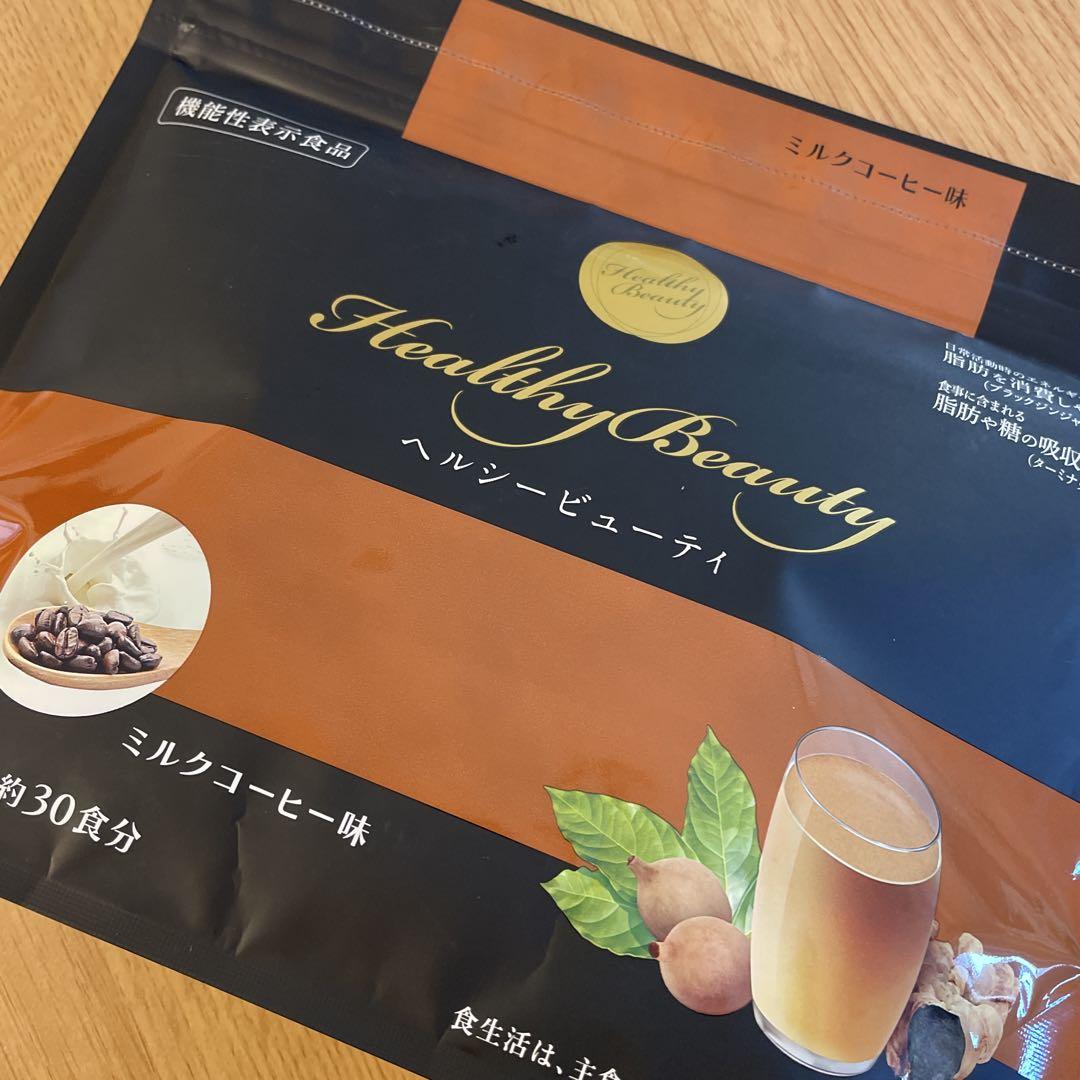 機能性表示食品
ミルクコーヒー味
Healthy
Beauty
Healthy Beauty
ヘルシービューティ
日常活動時のエネルギ
脂肪を消費し
(ブラックジンジャ
食事に含まれる
脂肪や糖の吸収
(ターミナ
ミルクコーヒー味
約30食分
食生活は、主食